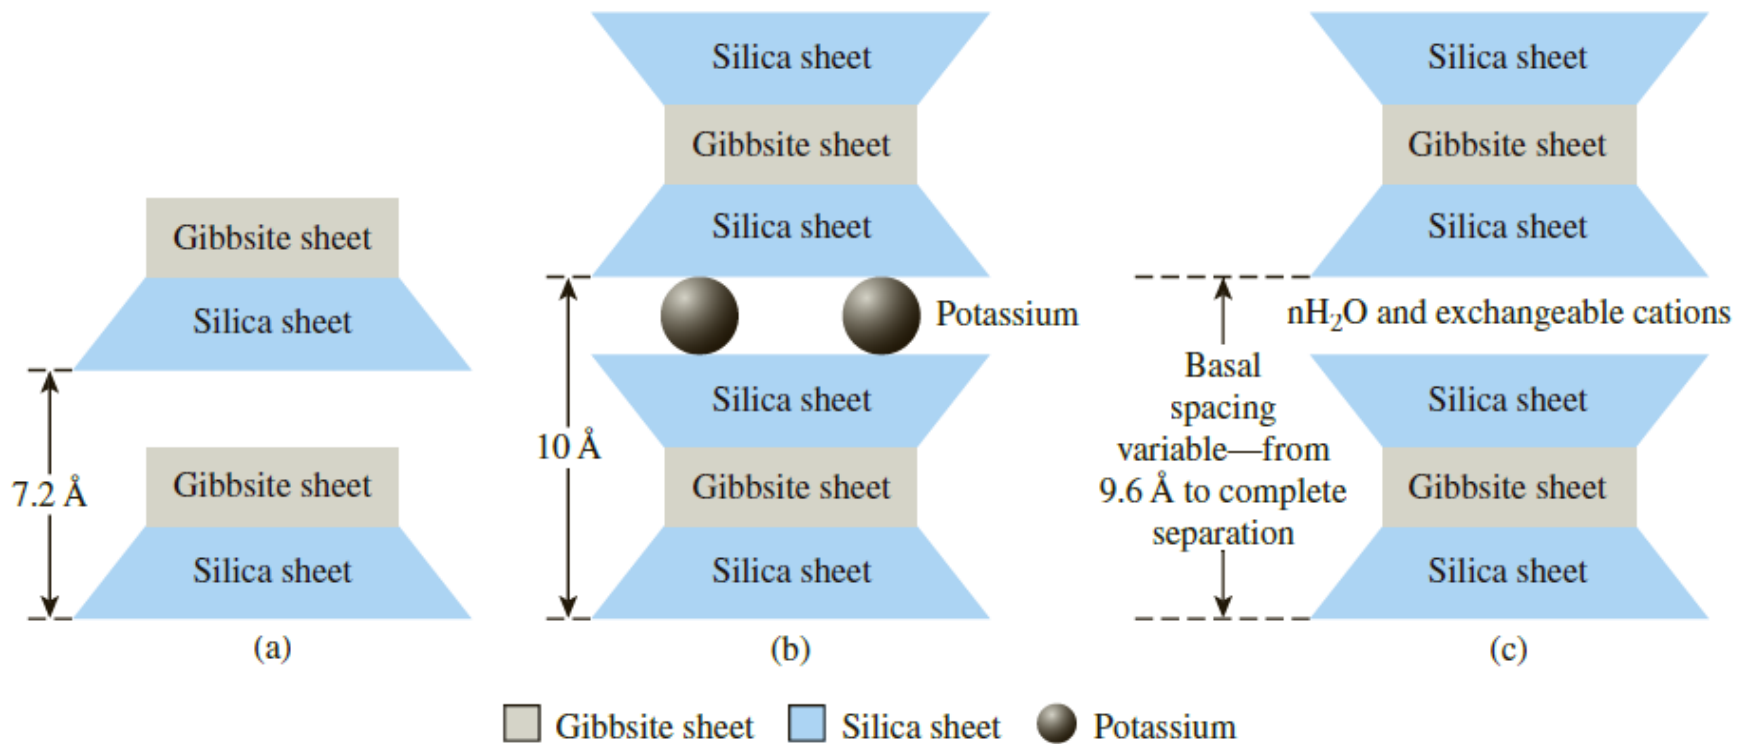 Gibbsite sheet
Silica sheet
7.2 Å
Gibbsite sheet
Silica sheet
(a)
Silica sheet
Gibbsite sheet
Silica sheet
Potassium
10 Å
Silica sheet
Gibbsite sheet
Silica sheet
(b)
Silica sheet
Gibbsite sheet
Silica sheet
nH₂O and exchangeable cations
Basal
spacing
variable—from
9.6 Å to complete
separation
Silica sheet
Gibbsite sheet
Silica sheet
(c)
Gibbsite sheet
Silica sheet
Potassium